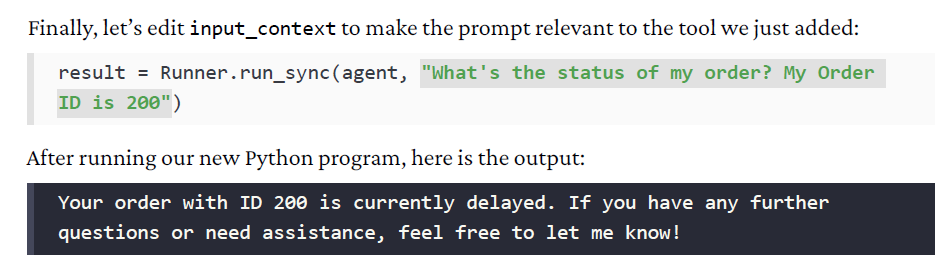 Finally, let’s edit input_context to make the prompt relevant to the tool we just added:
result = Runner.run_sync(agent, "What's the status of my order? My Order
ID is 200")
After running our new Python program, here is the output:
Your order with ID 200 is currently delayed. If you have any further
questions or need assistance, feel free to let me know!